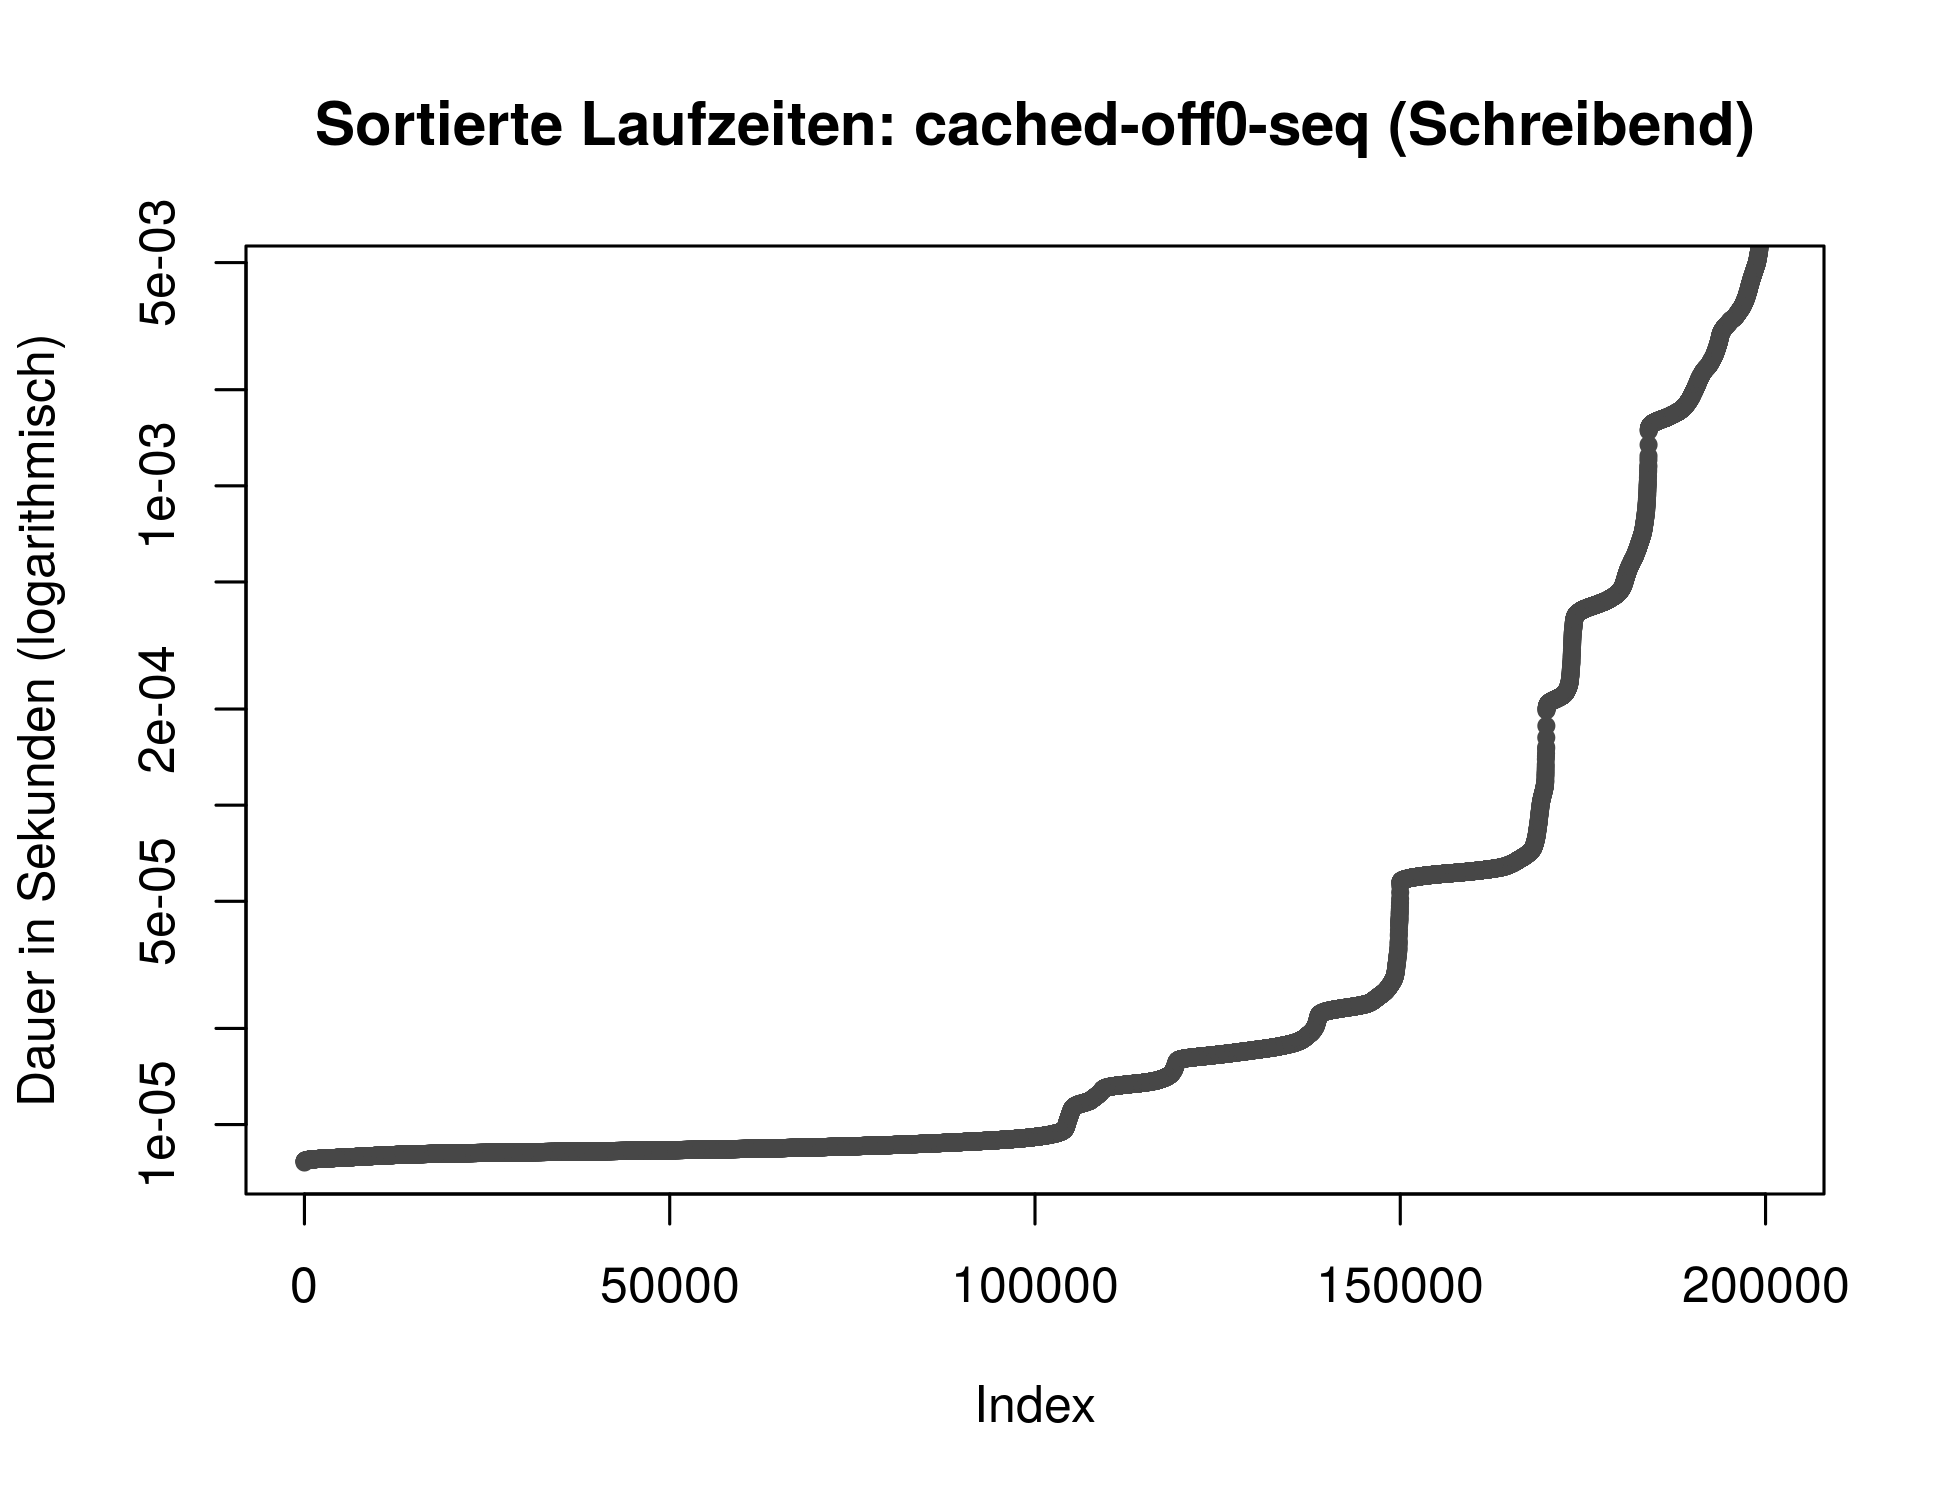 Sortierte Laufzeiten: cached-off0-seq (Schreibend)
Dauer in Sekunden (logarithmisch)
5e-03
1e-03
2e-04
5e-05
1e-05
0 50000 100000 150000 200000
Index